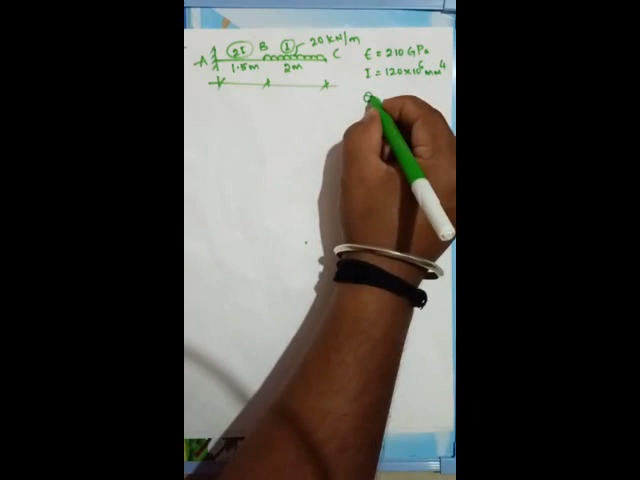 20 KN/m
A 2I B I C
1.5m 2m
E = 210 GPa
I = 120×10⁶ mm⁴
θ